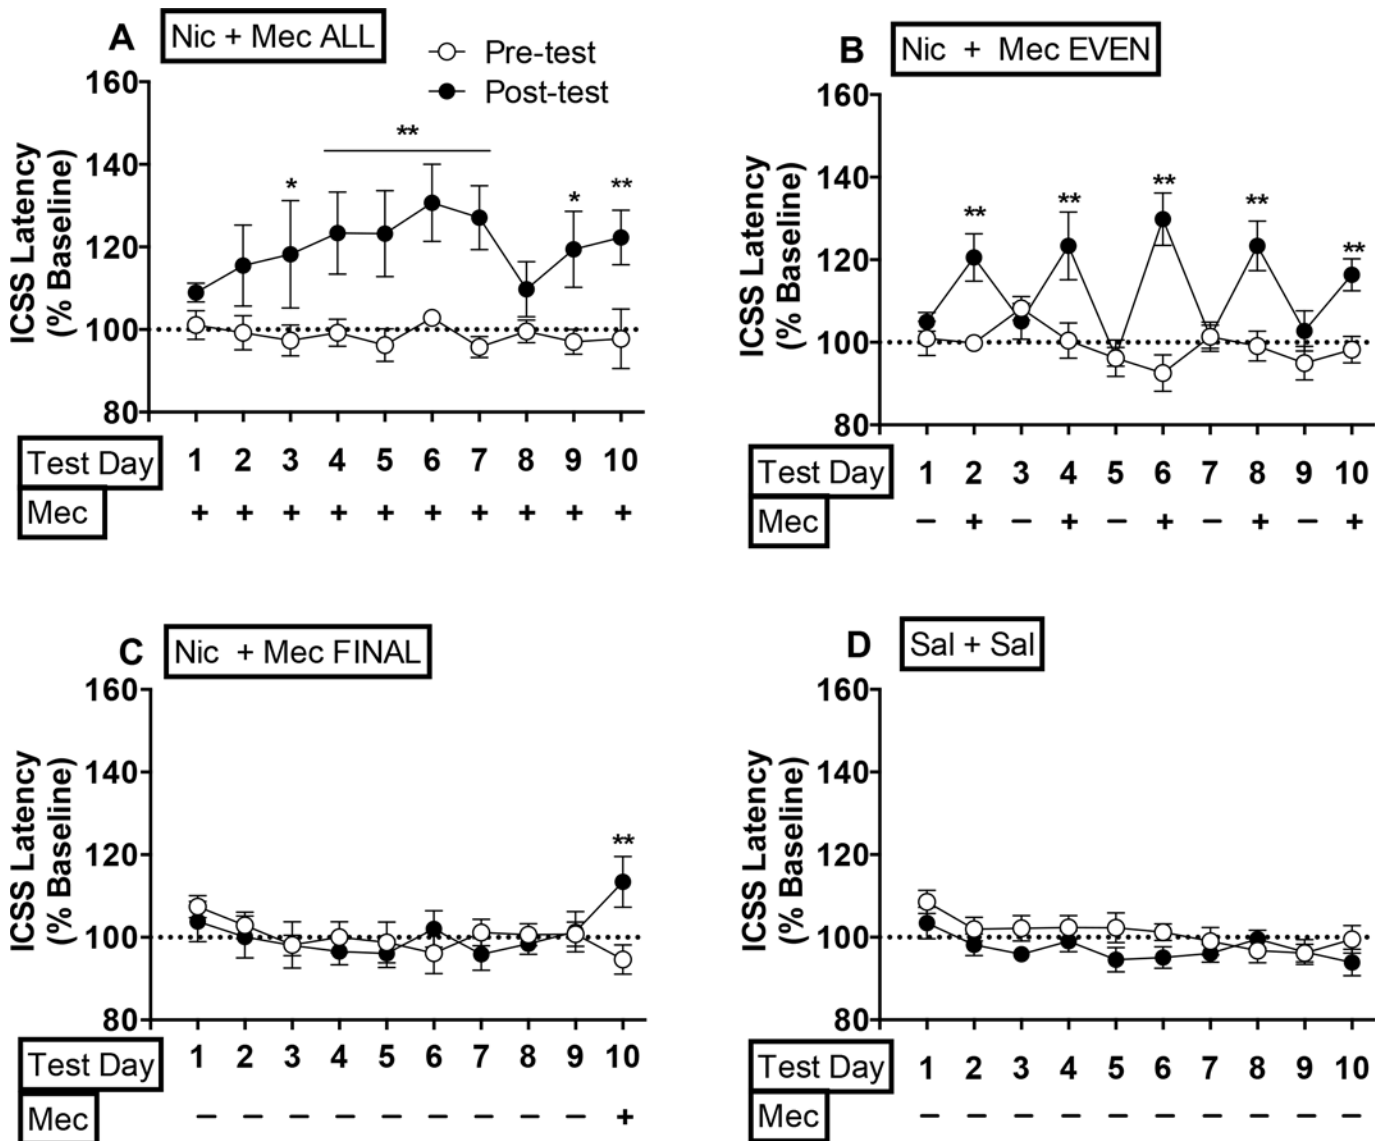 A Nic + Mec ALL
Pre-test
Post-test
ICSS Latency
(% Baseline)
160
140
120
100
80
*
**
*
**
Test Day 1 2 3 4 5 6 7 8 9 10
Mec + + + + + + + + + +
B Nic + Mec EVEN
ICSS Latency
(% Baseline)
160
140
120
100
80
** ** ** ** **
Test Day 1 2 3 4 5 6 7 8 9 10
Mec − + − + − + − + − +
C Nic + Mec FINAL
ICSS Latency
(% Baseline)
160
140
120
100
80
**
Test Day 1 2 3 4 5 6 7 8 9 10
Mec − − − − − − − − − +
D Sal + Sal
ICSS Latency
(% Baseline)
160
140
120
100
80
Test Day 1 2 3 4 5 6 7 8 9 10
Mec − − − − − − − − − −